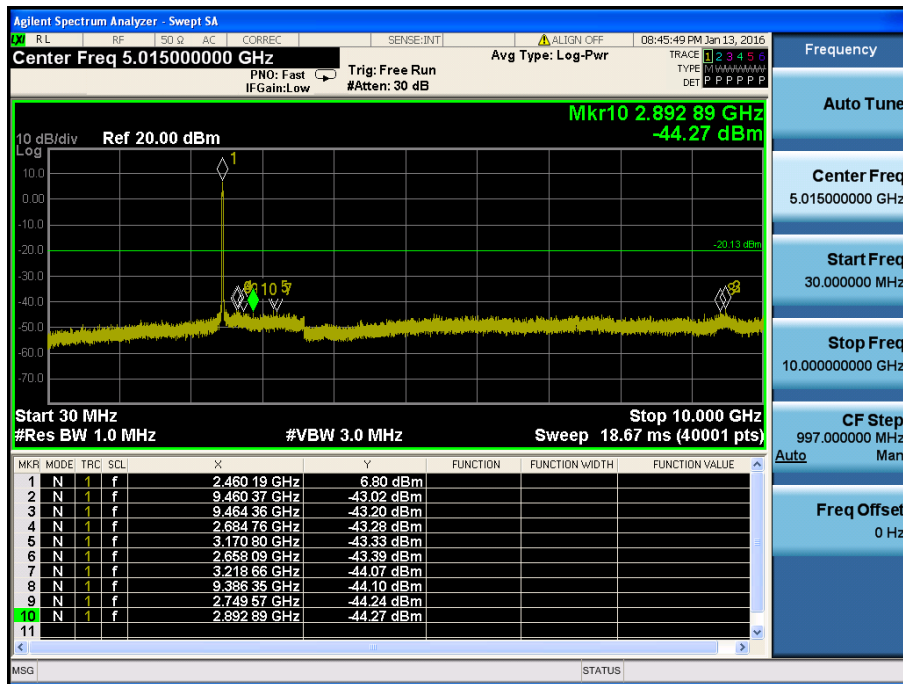 Agilent Spectrum Analyzer - Swept SA
LXI RL RF 50 Ω AC CORREC SENSE:INT ALIGN OFF 08:45:49 PM Jan 13, 2016
Center Freq 5.015000000 GHz
PNO: Fast
IFGain:Low
Trig: Free Run
#Atten: 30 dB
Avg Type: Log-Pwr
TRACE 1 2 3 4 5 6
TYPE MWWWWW
DET P P P P P P
Mkr10 2.892 89 GHz
-44.27 dBm
10 dB/div Ref 20.00 dBm
Log
10.0
0.00
-10.0
-20.0
-30.0
-40.0
-50.0
-60.0
-70.0
1
-20.13 dBm
10
7
Start 30 MHz Stop 10.000 GHz
#Res BW 1.0 MHz #VBW 3.0 MHz Sweep 18.67 ms (40001 pts)
MKR MODE TRC SCL X Y FUNCTION FUNCTION WIDTH FUNCTION VALUE
1 N 1 f 2.460 19 GHz 6.80 dBm
2 N 1 f 9.460 37 GHz -43.02 dBm
3 N 1 f 9.464 36 GHz -43.20 dBm
4 N 1 f 2.684 76 GHz -43.28 dBm
5 N 1 f 3.170 80 GHz -43.33 dBm
6 N 1 f 2.658 09 GHz -43.39 dBm
7 N 1 f 3.218 66 GHz -44.07 dBm
8 N 1 f 9.386 35 GHz -44.10 dBm
9 N 1 f 2.749 57 GHz -44.24 dBm
10 N 1 f 2.892 89 GHz -44.27 dBm
11
MSG STATUS
Frequency
Auto Tune
Center Freq
5.015000000 GHz
Start Freq
30.000000 MHz
Stop Freq
10.000000000 GHz
CF Step
997.000000 MHz
Auto Man
Freq Offset
0 Hz